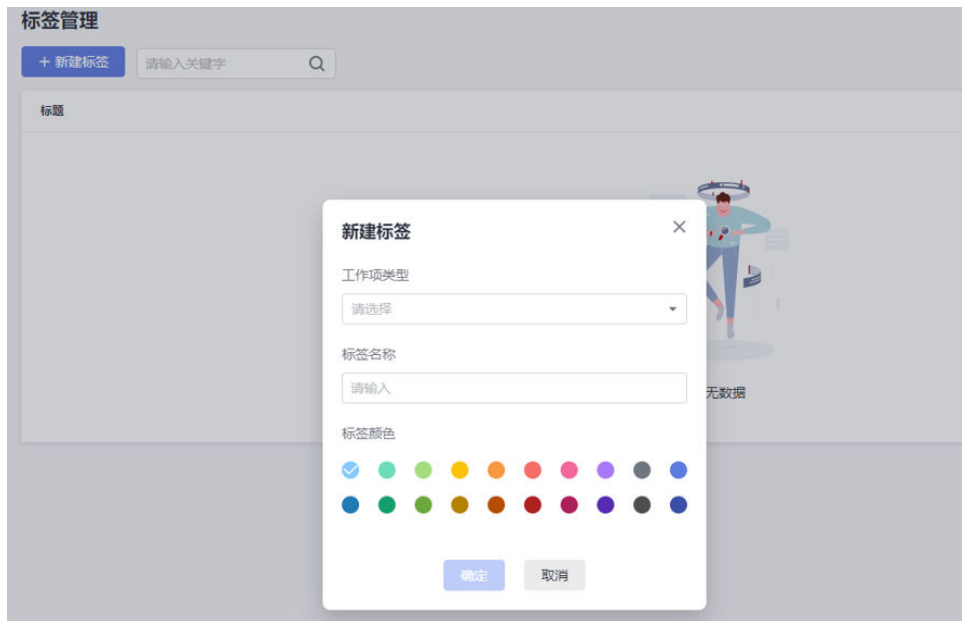 标签管理
+ 新建标签
请输入关键字
标题
新建标签
工作项类型
请选择
标签名称
请输入
无数据
标签颜色
确定
取消